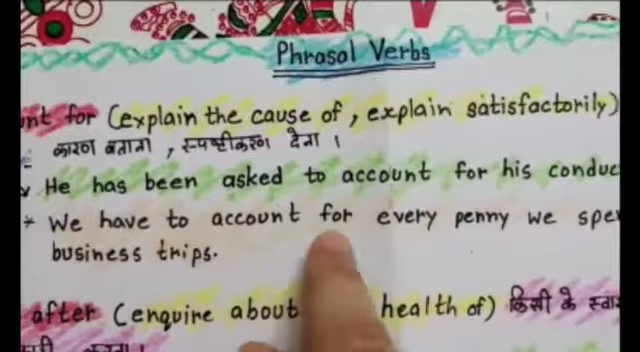 Phrasal Verbs
nt for (explain the cause of, explain satisfactorily)
कारण बताना, स्पष्टीकरण देना।
He has been asked to account for his conduc
* We have to account for every penny we spe
business trips.
after (enquire about health of) किसी के स्वा
करना।